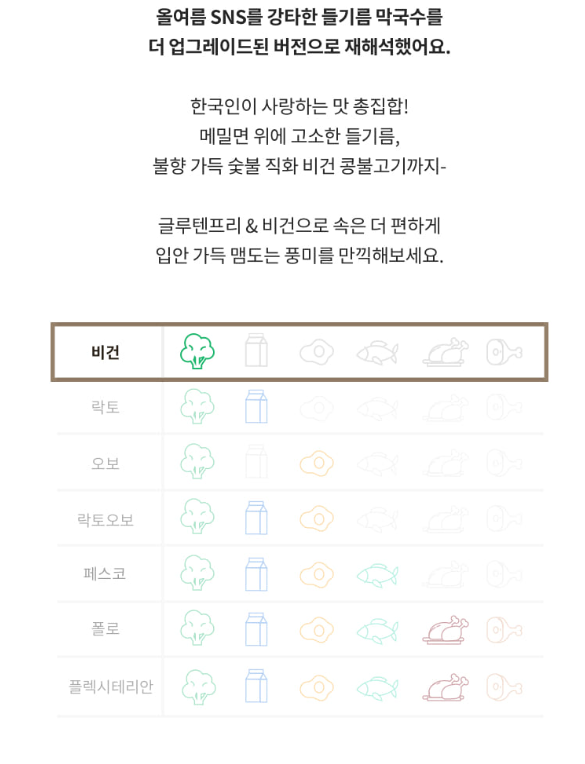 올여름 SNS를 강타한 들기름 막국수를
더 업그레이드된 버전으로 재해석했어요.
한국인이 사랑하는 맛 총집합!
메밀면 위에 고소한 들기름,
불향 가득 숯불 직화 비건 콩불고기까지-
글루텐프리 & 비건으로 속은 더 편하게
입안 가득 맴도는 풍미를 만끽해보세요.
비건
락토
오보
락토오보
페스코
폴로
플렉시테리안